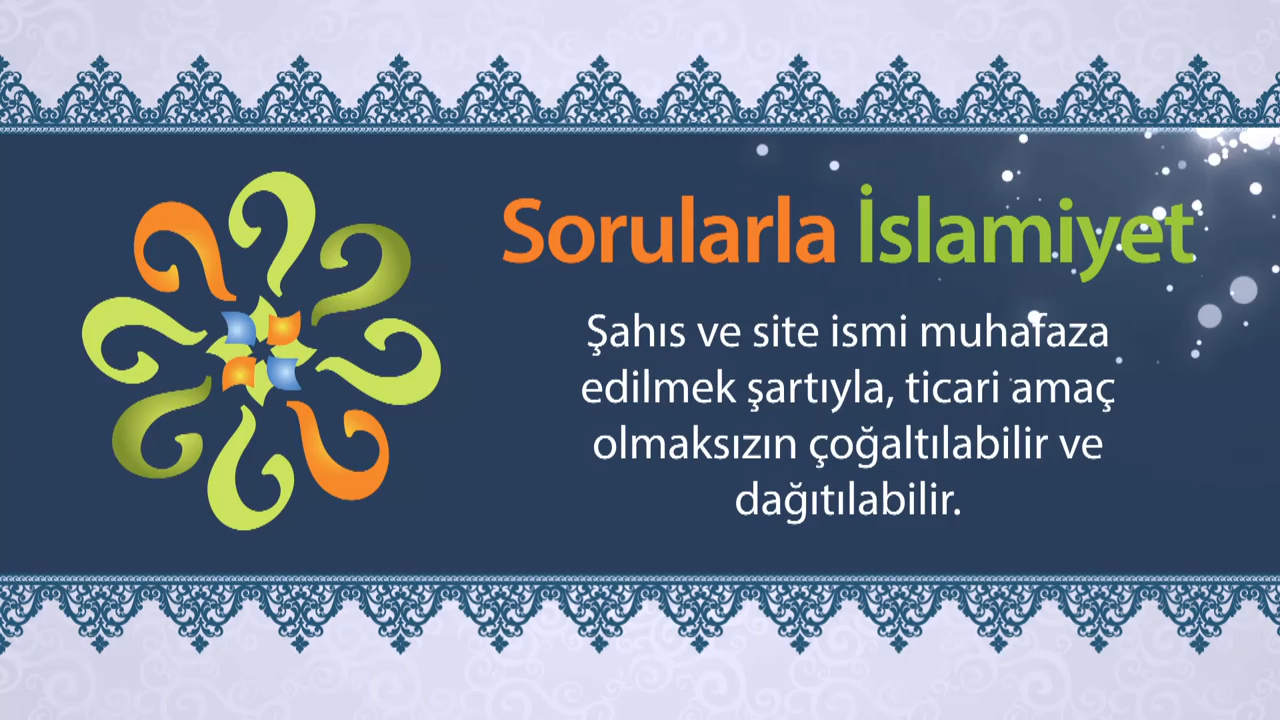 Sorularla İslamiyet
Şahıs ve site ismi muhafaza
edilmek şartıyla, ticari amaç
olmaksızın çoğaltılabilir ve
dağıtılabilir.